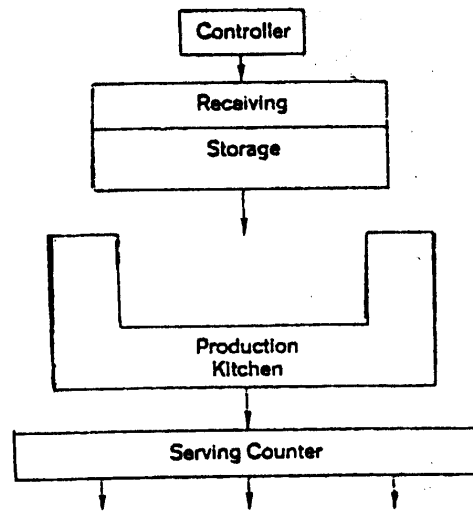 Controller
Receiving
Storage
Production
Kitchen
Serving Counter